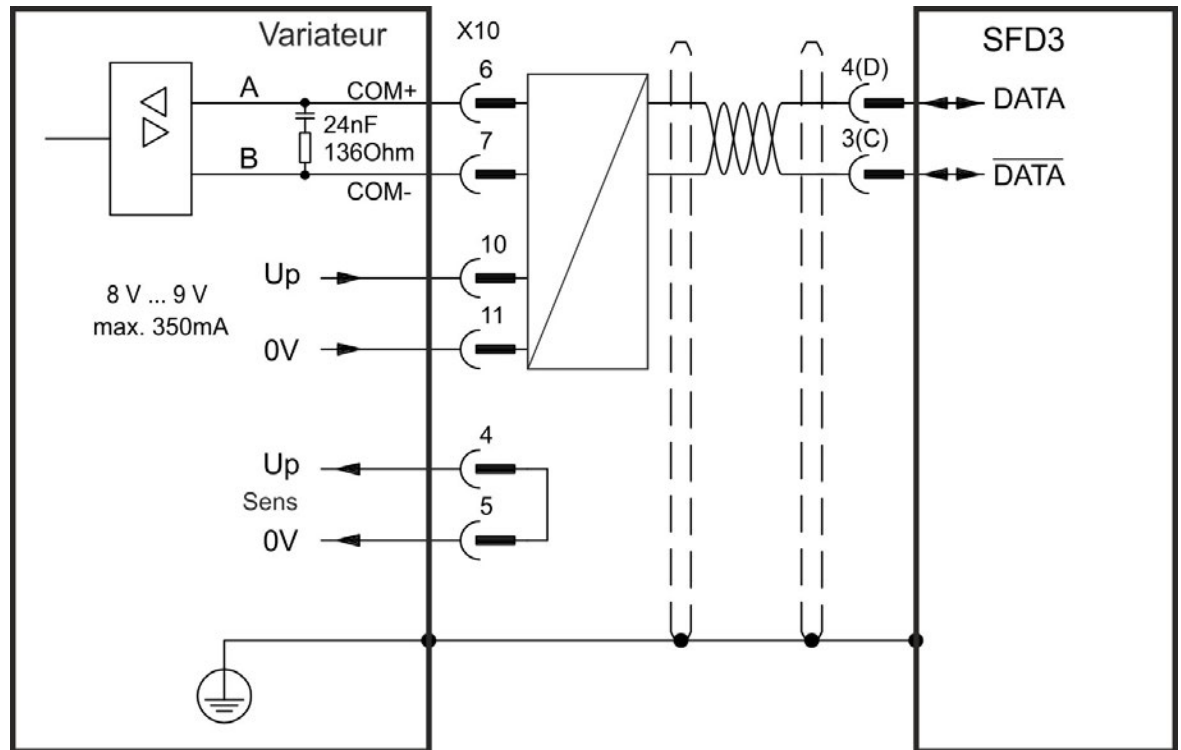 Variateur
X10
SFD3
A
COM+
6
4(D)
DATA
24nF
136Ohm
7
3(C)
B
COM-
DATA
10
Up
8 V ... 9 V
max. 350mA
11
0V
4
Up
Sens
5
0V